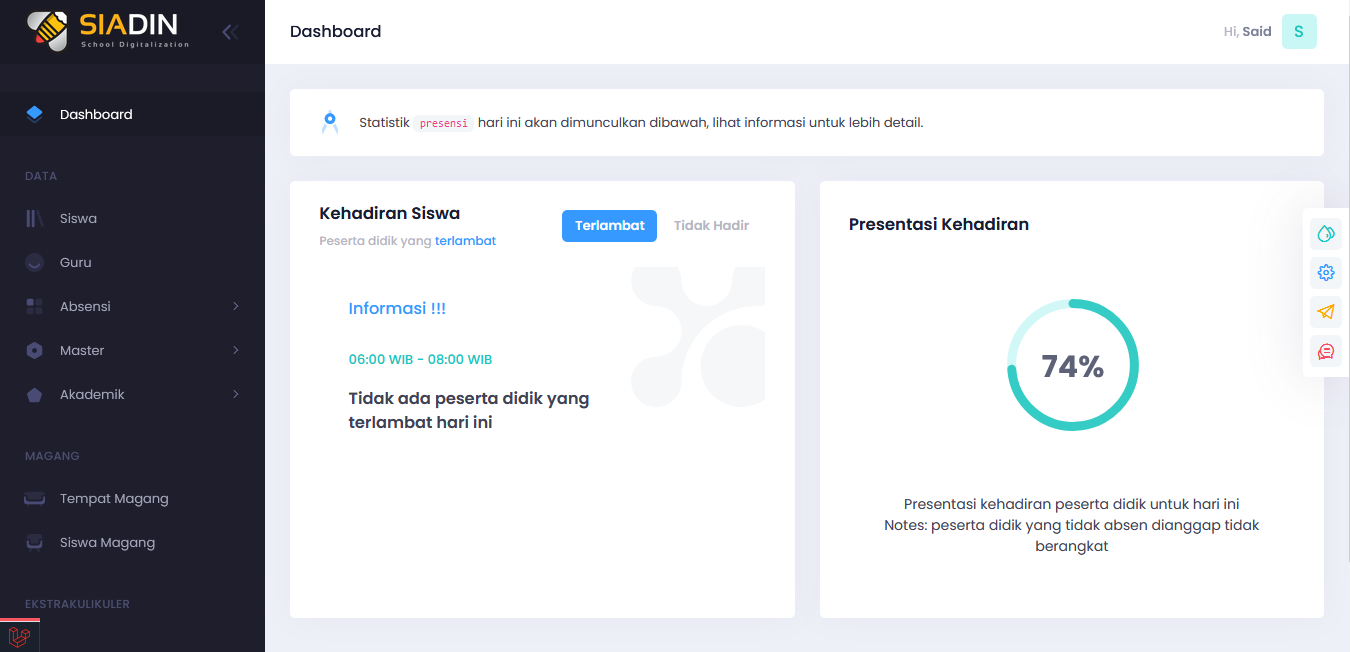 SIADIN
School Digitalization
Dashboard
DATA
Siswa
Guru
Absensi
Master
Akademik
MAGANG
Tempat Magang
Siswa Magang
EKSTRAKULIKULER
Dashboard
Hi, Said
S
Statistik presensi hari ini akan dimunculkan dibawah, lihat informasi untuk lebih detail.
Kehadiran Siswa
Peserta didik yang terlambat
Terlambat
Tidak Hadir
Informasi !!!
06:00 WIB - 08:00 WIB
Tidak ada peserta didik yang
terlambat hari ini
Presentasi Kehadiran
74%
Presentasi kehadiran peserta didik untuk hari ini
Notes: peserta didik yang tidak absen dianggap tidak
berangkat